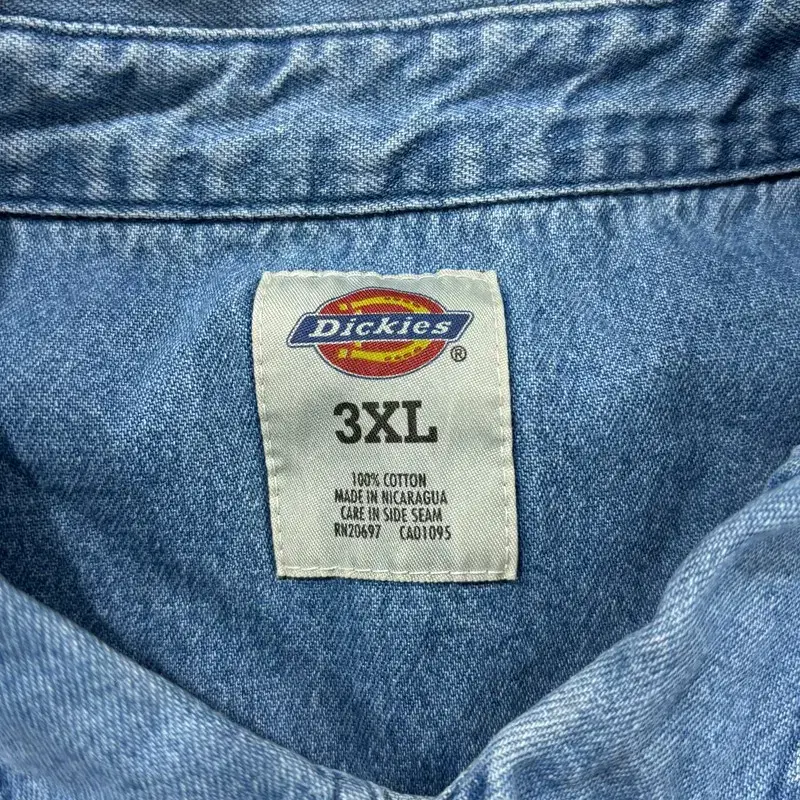 Dickies®
3XL
100% COTTON
MADE IN NICARAGUA
CARE IN SIDE SEAM
RN20697 CA01095